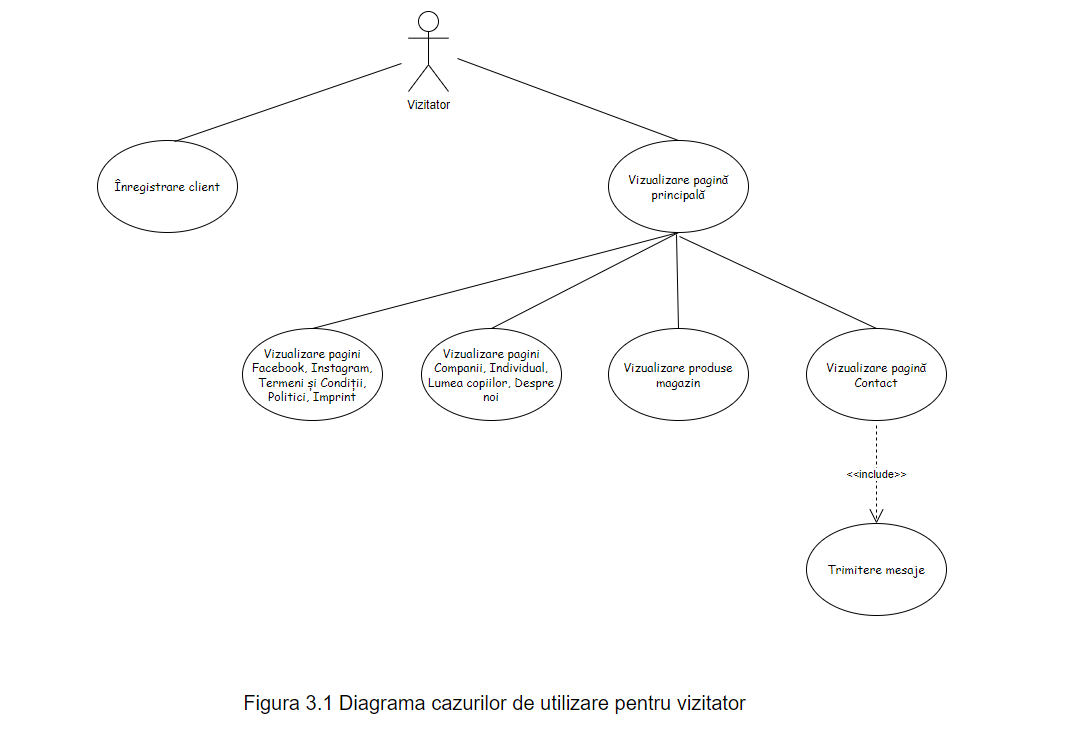 Vizitator
Înregistrare client
Vizualizare pagină
principală
Vizualizare pagini
Facebook, Instagram,
Termeni și Condiții,
Politici, Imprint
Vizualizare pagini
Companii, Individual,
Lumea copiilor, Despre
noi
Vizualizare produse
magazin
Vizualizare pagină
Contact
<<include>>
Trimitere mesaje
Figura 3.1 Diagrama cazurilor de utilizare pentru vizitator